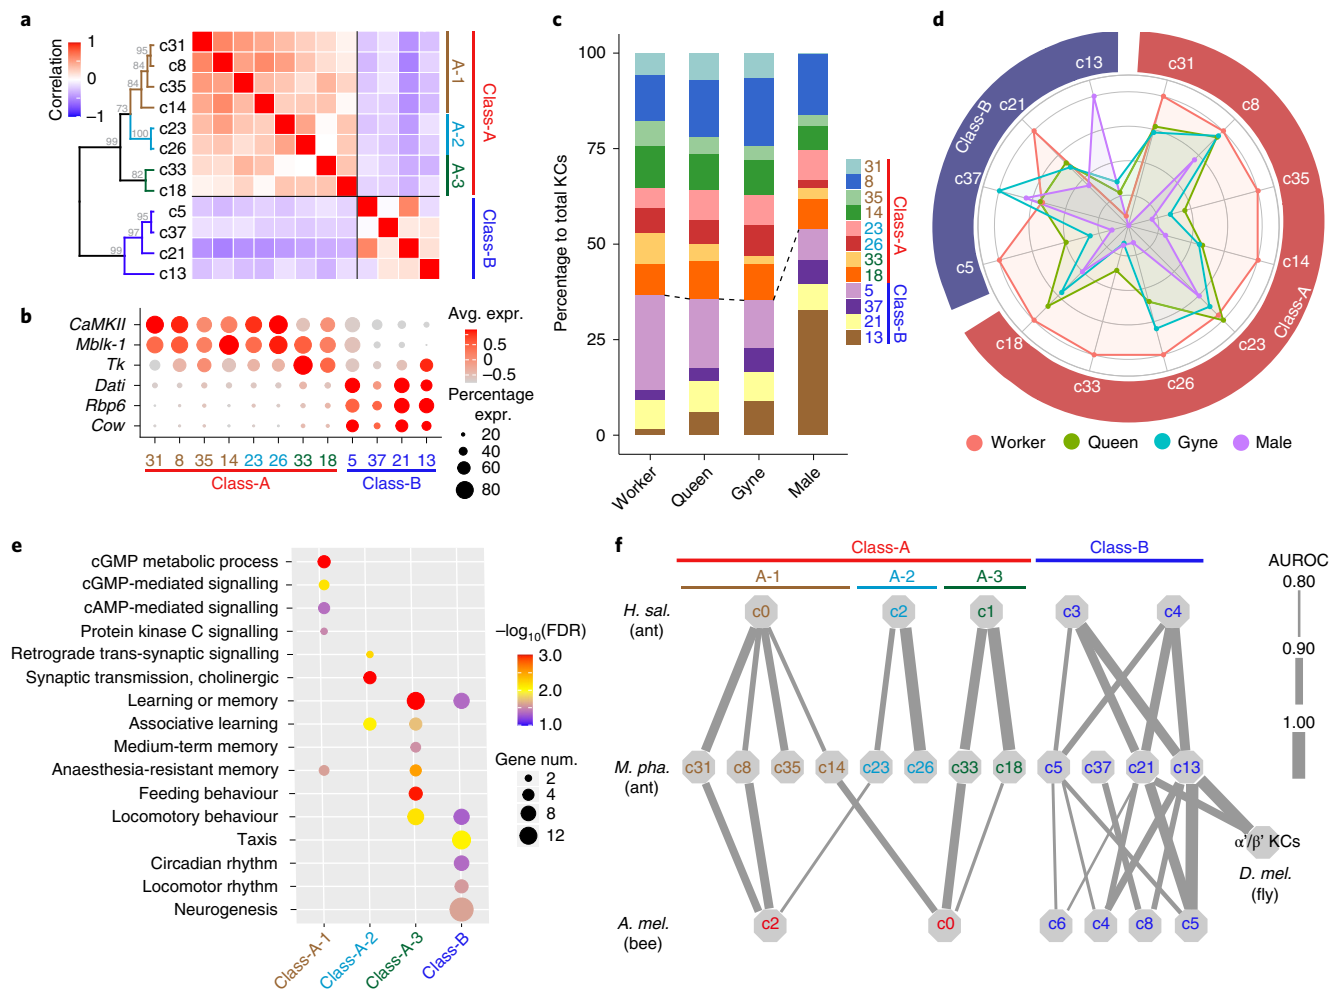 a
Correlation
1
0
−1
95
84
84
73
100
99
82
95
97
99
c31
c8
c35
c14
c23
c26
c33
c18
c5
c37
c21
c13
A-1
A-2
A-3
Class-A
Class-B
b
CaMKII
Mblk-1
Tk
Dati
Rbp6
Cow
31 8 35 14 23 26 33 18 5 37 21 13
Class-A
Class-B
Avg. expr.
0.5
−0.5
Percentage
expr.
20
40
60
80
c
Percentage to total KCs
100
75
50
25
0
Worker
Queen
Gyne
Male
31
8
35
14
23
26
33
18
5
37
21
13
Class-A
Class-B
d
c13
c31
c21
c8
c37
c35
c5
c14
c18
c23
c33
c26
Class-B
Class-A
Worker
Queen
Gyne
Male
e
cGMP metabolic process
cGMP-mediated signalling
cAMP-mediated signalling
Protein kinase C signalling
Retrograde trans-synaptic signalling
Synaptic transmission, cholinergic
Learning or memory
Associative learning
Medium-term memory
Anaesthesia-resistant memory
Feeding behaviour
Locomotory behaviour
Taxis
Circadian rhythm
Locomotor rhythm
Neurogenesis
Class-A-1
Class-A-2
Class-A-3
Class-B
−log10(FDR)
3.0
2.0
1.0
Gene num.
2
4
8
12
f
Class-A
Class-B
A-1
A-2
A-3
H. sal.
(ant)
c0
c2
c1
c3
c4
M. pha.
(ant)
c31
c8
c35
c14
c23
c26
c33
c18
c5
c37
c21
c13
α'/β' KCs
D. mel.
(fly)
A. mel.
(bee)
c2
c0
c6
c4
c8
c5
AUROC
0.80
0.90
1.00